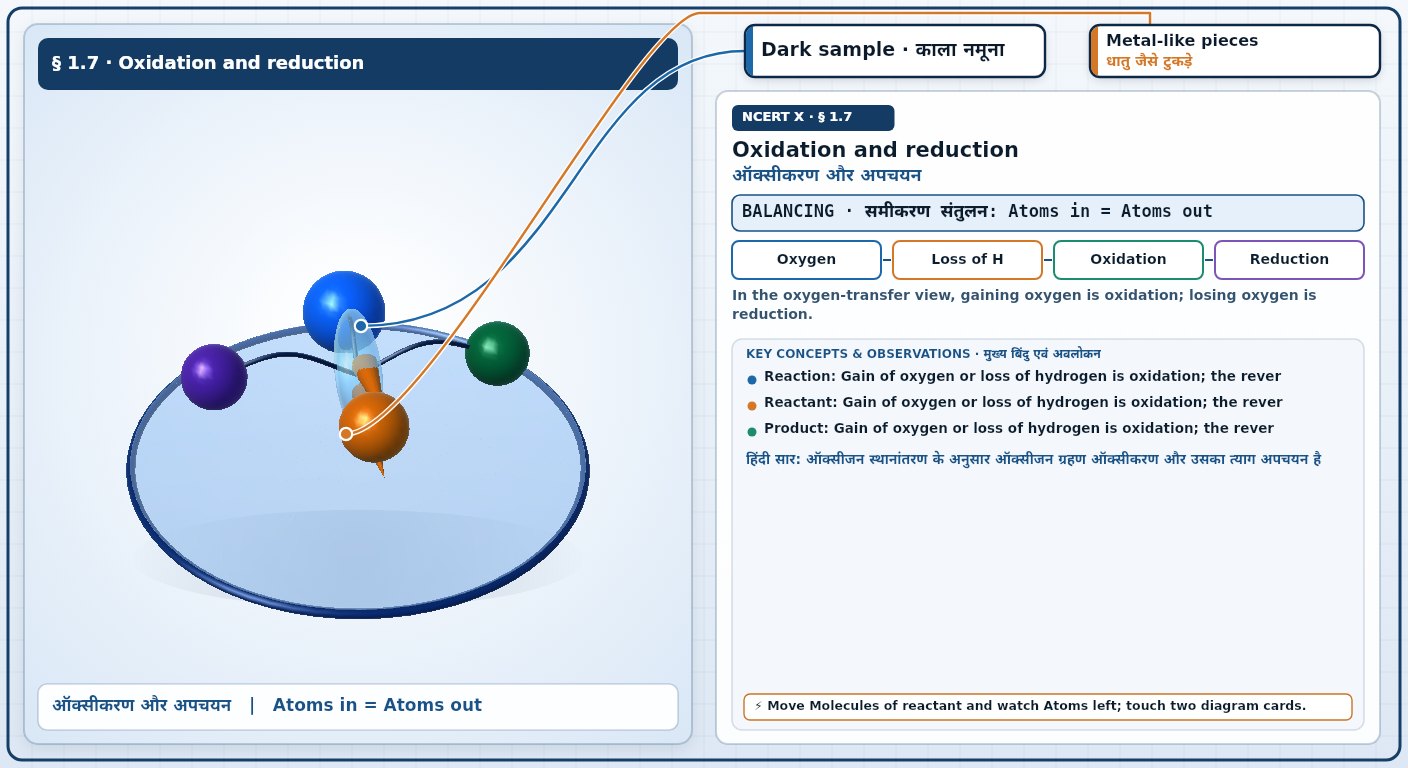 § 1.7 · Oxidation and reduction
Dark sample · काला नमूना
Metal-like pieces
धातु जैसे टुकड़े
NCERT X · § 1.7
Oxidation and reduction
ऑक्सीकरण और अपचयन
BALANCING · समीकरण संतुलन: Atoms in = Atoms out
Oxygen
Loss of H
Oxidation
Reduction
In the oxygen-transfer view, gaining oxygen is oxidation; losing oxygen is
reduction.
KEY CONCEPTS & OBSERVATIONS · मुख्य बिंदु एवं अवलोकन
Reaction: Gain of oxygen or loss of hydrogen is oxidation; the rever
Reactant: Gain of oxygen or loss of hydrogen is oxidation; the rever
Product: Gain of oxygen or loss of hydrogen is oxidation; the rever
हिंदी सार: ऑक्सीजन स्थानांतरण के अनुसार ऑक्सीजन ग्रहण ऑक्सीकरण और उसका त्याग अपचयन है
⚡ Move Molecules of reactant and watch Atoms left; touch two diagram cards.
ऑक्सीकरण और अपचयन | Atoms in = Atoms out